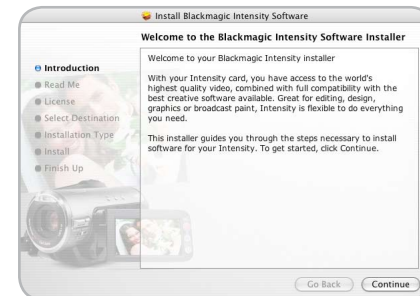 Install Blackmagic Intensity Software
Welcome to the Blackmagic Intensity Software Installer
Introduction
Read Me
License
Select Destination
Installation Type
Install
Finish Up
Welcome to your Blackmagic Intensity installer
With your Intensity card, you have access to the world's
highest quality video, combined with full compatibility with the
best creative software available. Great for editing, design,
graphics or broadcast paint, Intensity is flexible to do everything
you need.
This installer guides you through the steps necessary to install
software for your Intensity. To get started, click Continue.
Go Back
Continue